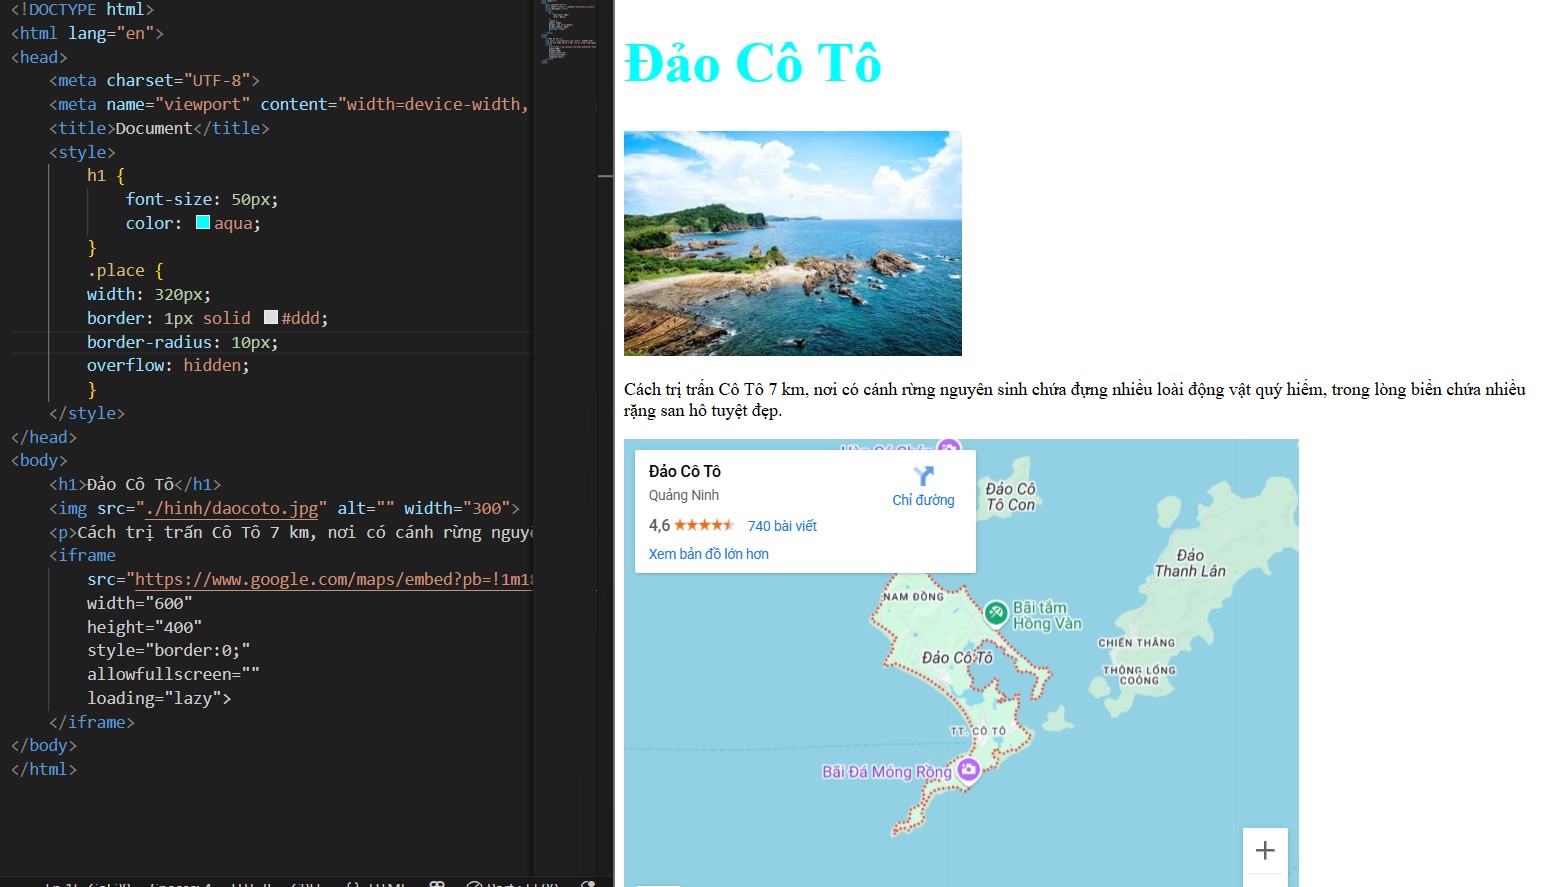 <!DOCTYPE html>
<html lang="en">
<head>
<meta charset="UTF-8">
<meta name="viewport" content="width=device-width,
<title>Document</title>
<style>
h1 {
font-size: 50px;
color: aqua;
}
.place {
width: 320px;
border: 1px solid #ddd;
border-radius: 10px;
overflow: hidden;
}
</style>
</head>
<body>
<h1>Đảo Cô Tô</h1>
<img src="./hinh/daocoto.jpg" alt="" width="300">
<p>Cách trị trấn Cô Tô 7 km, nơi có cánh rừng
<iframe
src="https://www.google.com/maps/embed?pb=!1m18
width="600"
height="400"
style="border:0;"
allowfullscreen=""
loading="lazy">
</iframe>
</body>
</html>
Đảo Cô Tô
Cách trị trấn Cô Tô 7 km, nơi có cánh rừng nguyên sinh chứa đựng nhiều loài động vật quý hiếm, trong lòng biển chứa nhiều
rặng san hô tuyệt đẹp.
Đảo Cô Tô
Quảng Ninh
Chỉ đường
4,6
740 bài viết
Xem bản đồ lớn hơn
Đảo Cô
Tô Con
Đảo
Thanh Lân
NAM ĐỒNG
Bãi tắm
Hồng Vàn
CHIẾN THẮNG
Đảo Cô Tô
THÔNG LỐNG
COÓNG
TT. CÔ TÔ
Bãi Đá Móng Rồng
+